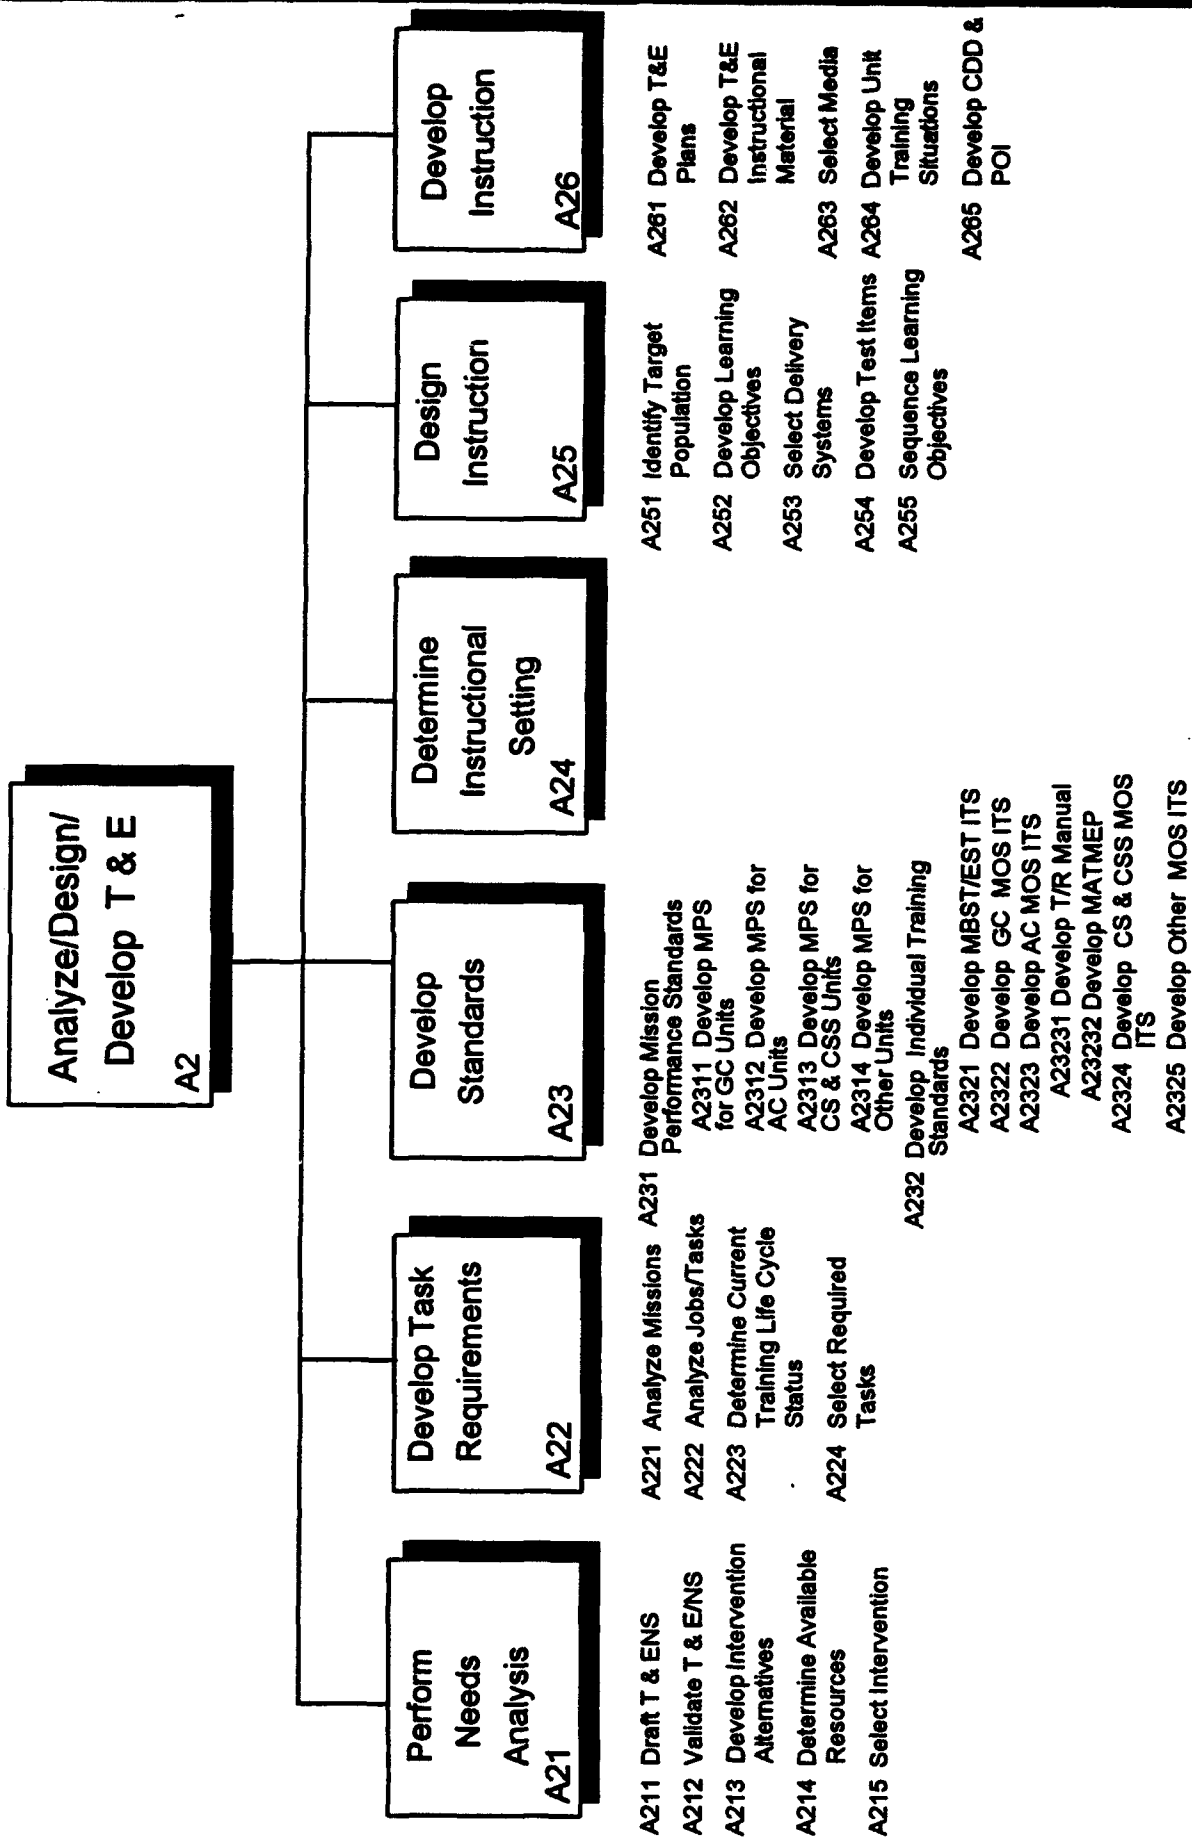 Analyze/Design/
Develop T & E
A2
Perform
Needs
Analysis
A21
Develop Task
Requirements
A22
Develop
Standards
A23
Determine
Instructional
Setting
A24
Design
Instruction
A25
Develop
Instruction
A26
A211 Draft T & ENS
A212 Validate T & E/NS
A213 Develop Intervention
Alternatives
A214 Determine Available
Resources
A215 Select Intervention
A221 Analyze Missions
A222 Analyze Jobs/Tasks
A223 Determine Current
Training Life Cycle
Status
A224 Select Required
Tasks
A231 Develop Mission
Performance Standards
A2311 Develop MPS
for GC Units
A2312 Develop MPS for
AC Units
A2313 Develop MPS for
CS & CSS Units
A2314 Develop MPS for
Other Units
A232 Develop Individual Training
Standards
A2321 Develop MBST/EST ITS
A2322 Develop GC MOS ITS
A2323 Develop AC MOS ITS
A23231 Develop T/R Manual
A23232 Develop MATMEP
A2324 Develop CS & CSS MOS
ITS
A2325 Develop Other MOS ITS
A251 Identify Target
Population
A252 Develop Learning
Objectives
A253 Select Delivery
Systems
A254 Develop Test Items
A255 Sequence Learning
Objectives
A261 Develop T&E
Plans
A262 Develop T&E
Instructional
Material
A263 Select Media
A264 Develop Unit
Training
Situations
A265 Develop CDD &
POI